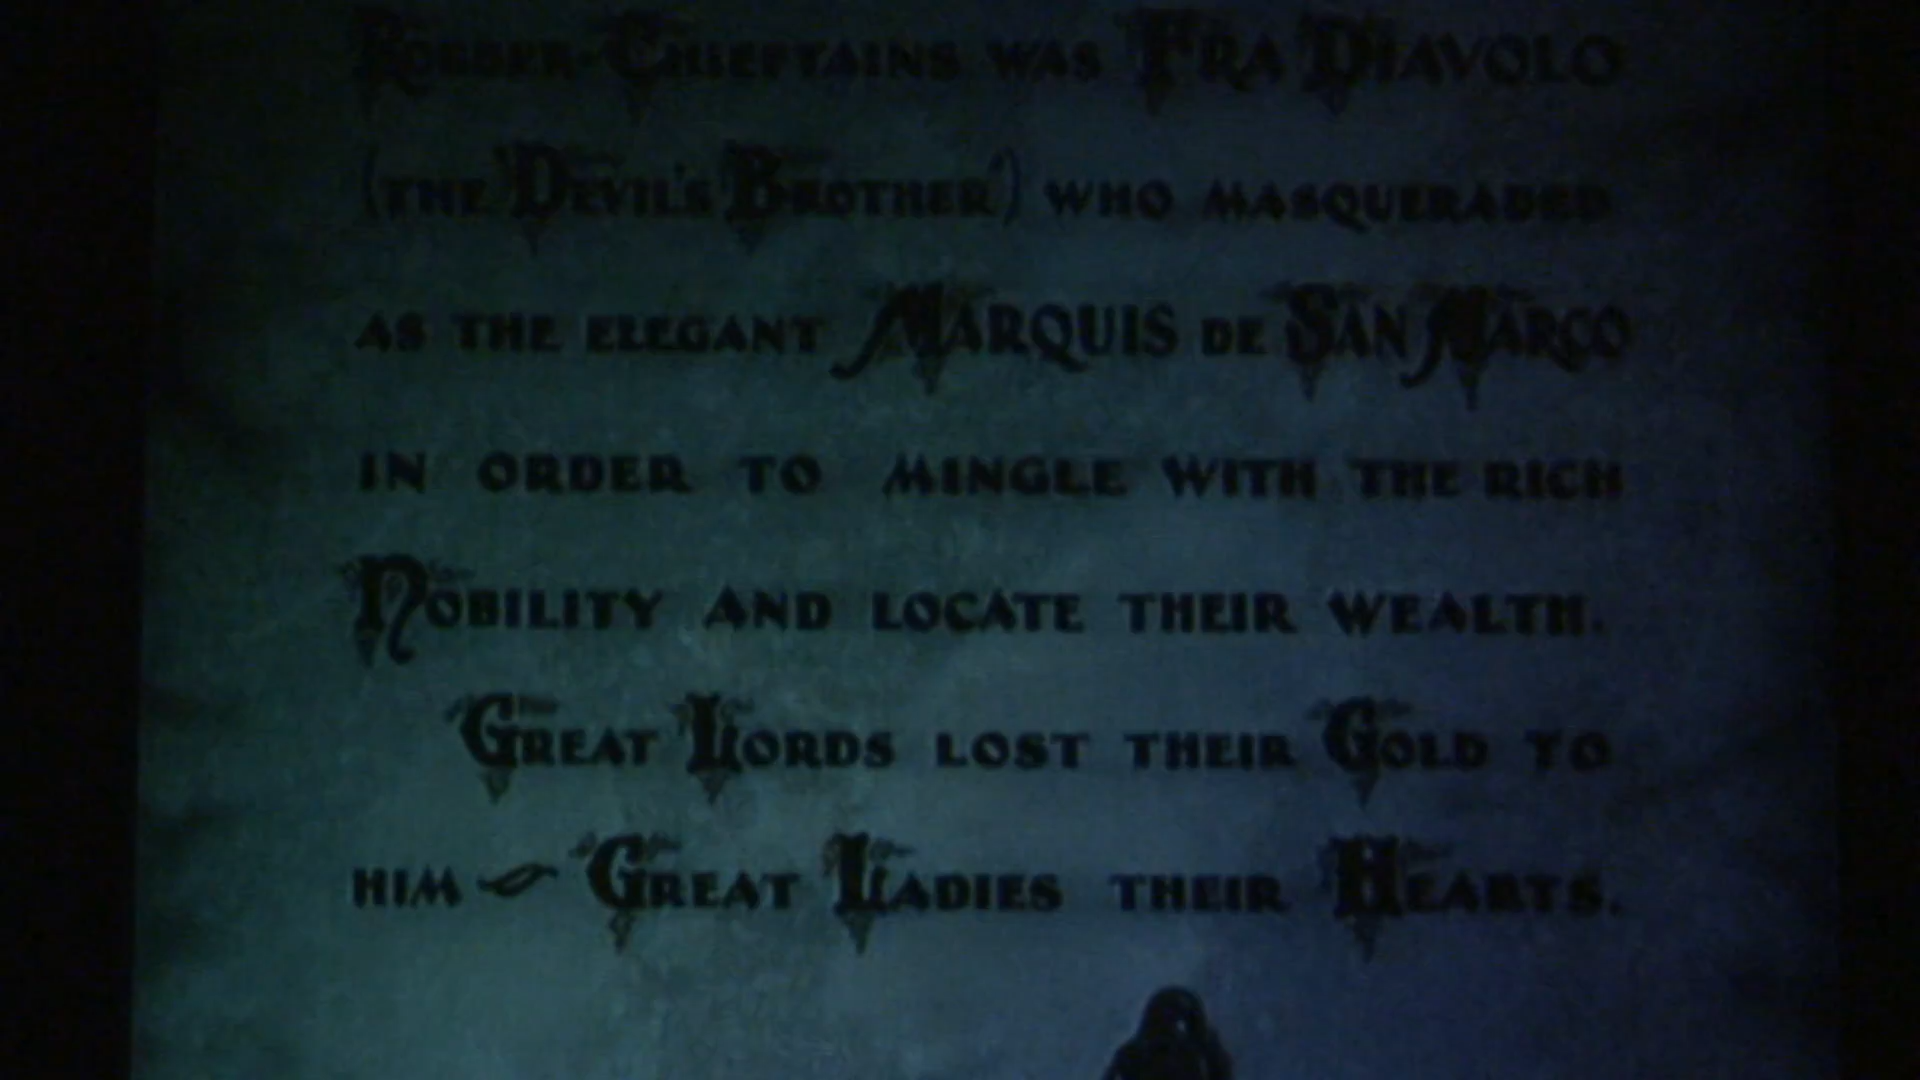 ROBBER-CHIEFTAINS WAS FRA DIAVOLO
(THE 'DEVIL'S BROTHER') WHO MASQUERADED
AS THE ELEGANT MARQUIS DE SAN MARCO
IN ORDER TO MINGLE WITH THE RICH
NOBILITY AND LOCATE THEIR WEALTH.
GREAT LORDS LOST THEIR GOLD TO
HIM ~ GREAT LADIES THEIR HEARTS.